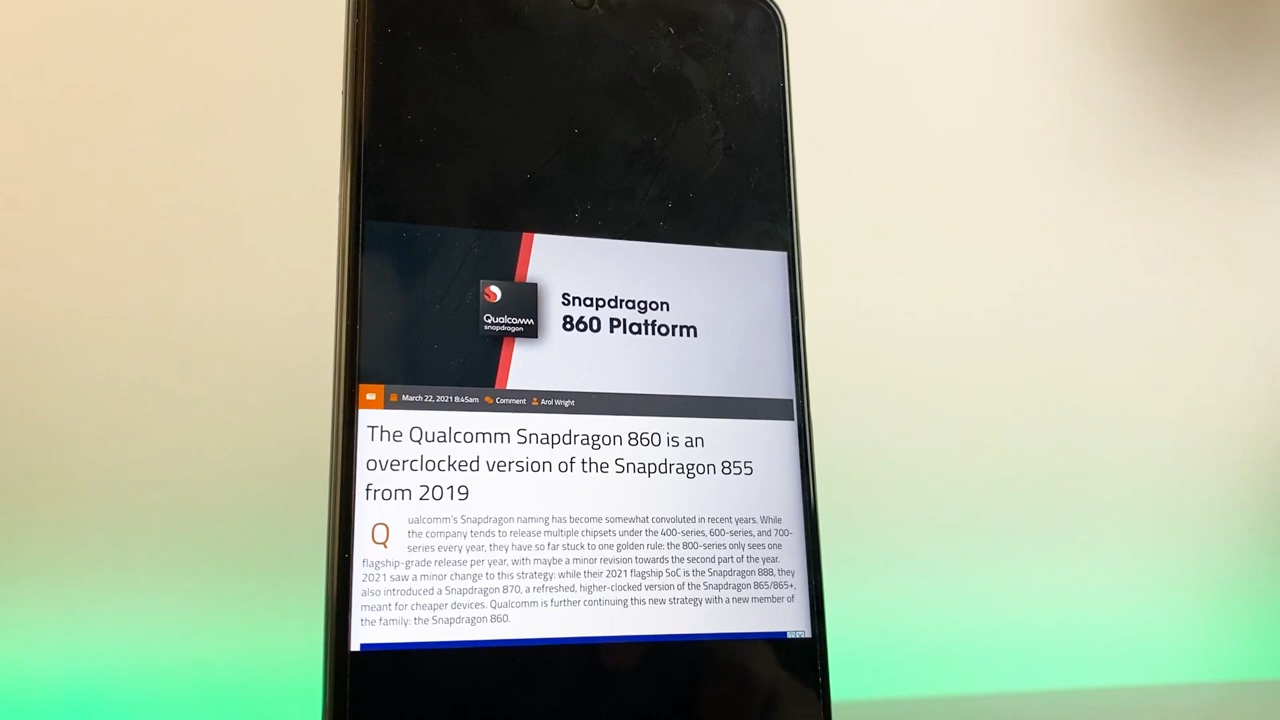 Qualcomm
snapdragon
Snapdragon
860 Platform
March 22, 2021 8:45am Comment Arol Wright
The Qualcomm Snapdragon 860 is an
overclocked version of the Snapdragon 855
from 2019
Qualcomm's Snapdragon naming has become somewhat convoluted in recent years. While
the company tends to release multiple chipsets under the 400-series, 600-series, and 700-
series every year, they have so far stuck to one golden rule: the 800-series only sees one
flagship-grade release per year, with maybe a minor revision towards the second part of the year.
2021 saw a minor change to this strategy: while their 2021 flagship SoC is the Snapdragon 888, they
also introduced a Snapdragon 870, a refreshed, higher-clocked version of the Snapdragon 865/865+,
meant for cheaper devices. Qualcomm is further continuing this new strategy with a new member of
the family: the Snapdragon 860.